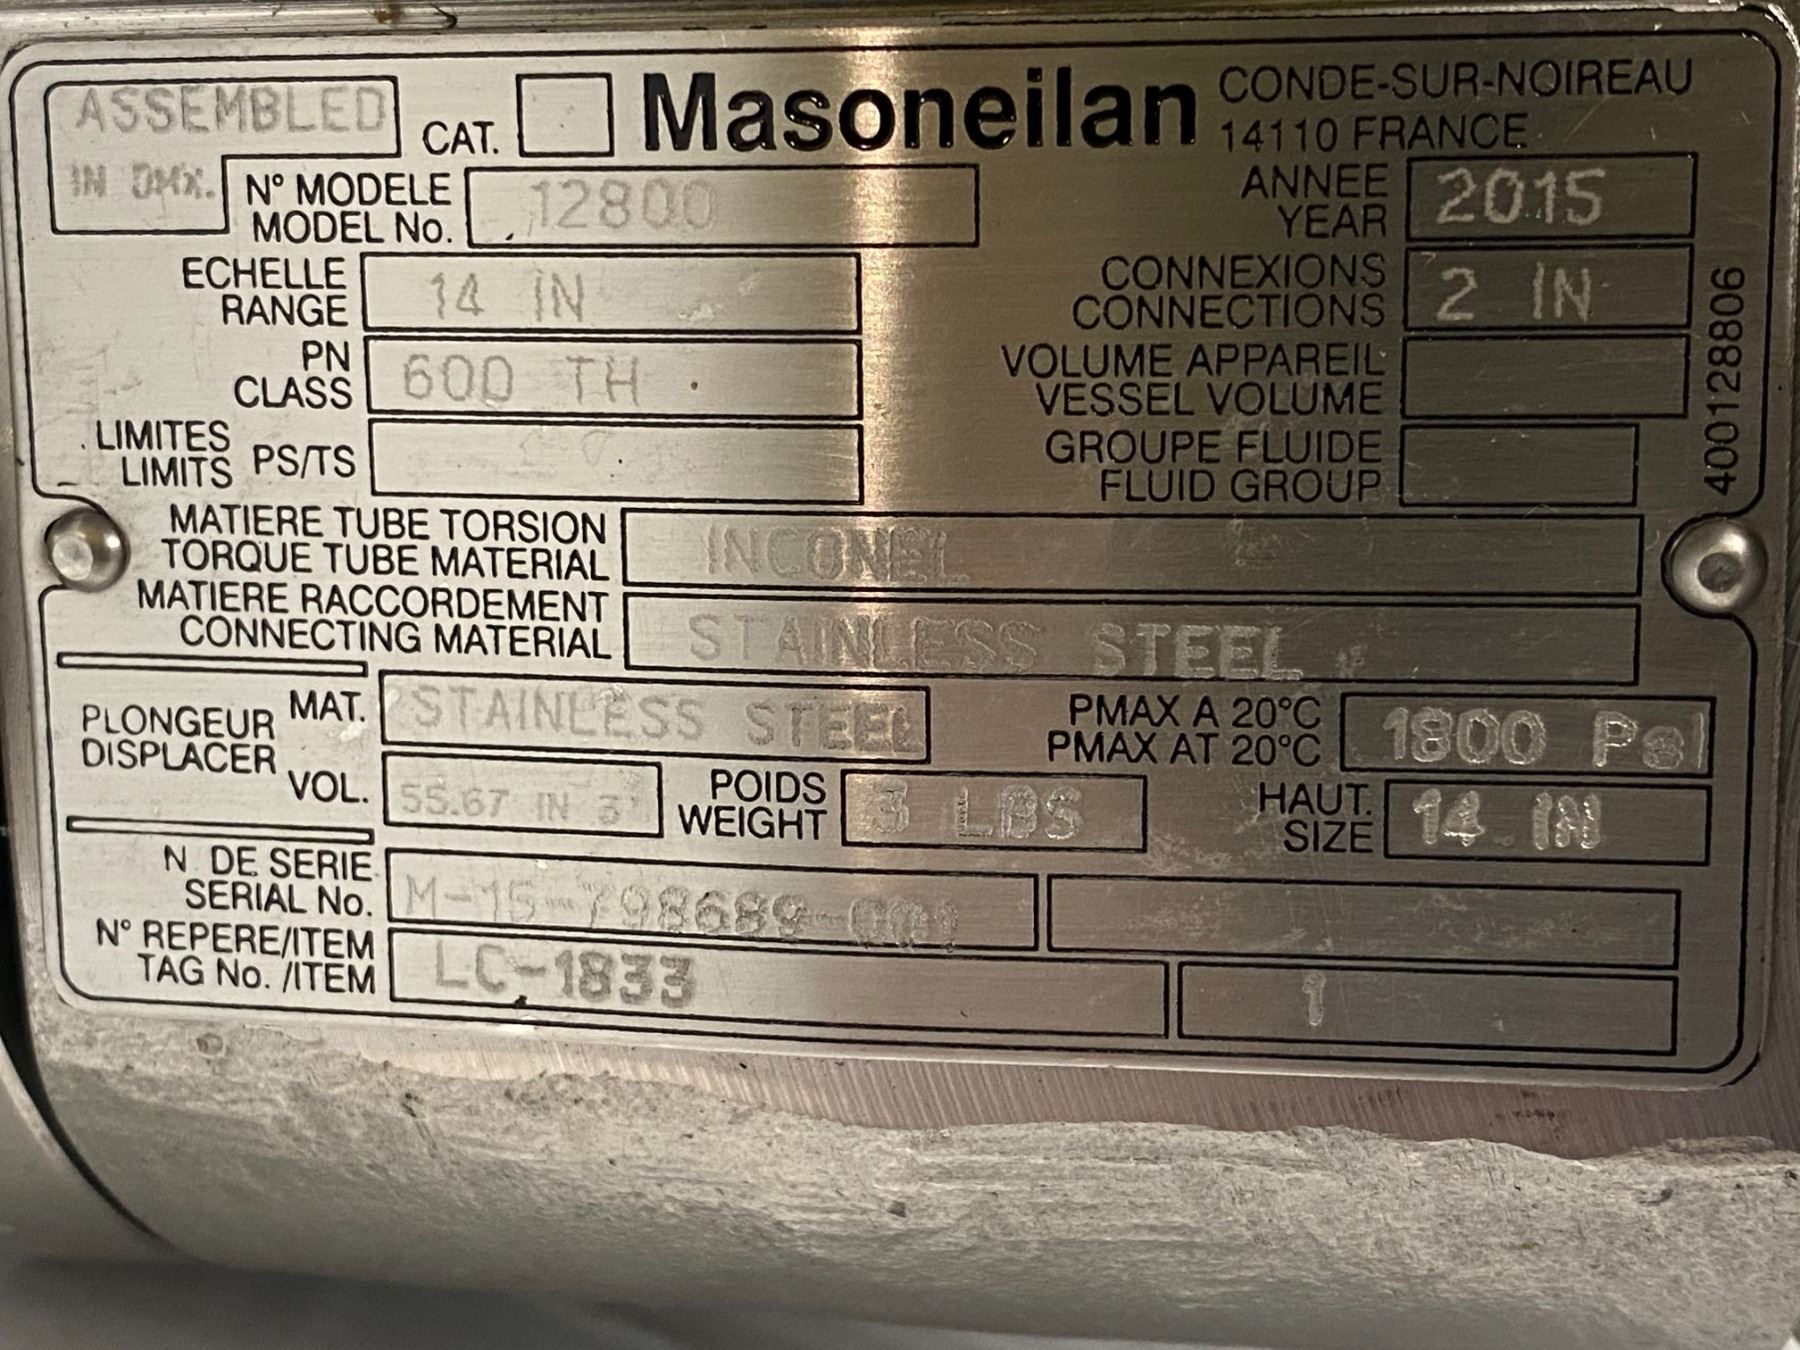 ASSEMBLED
IN DMX.
CAT.
Masoneilan
CONDE-SUR-NOIREAU
14110 FRANCE
N° MODELE
MODEL No.
12800
ANNEE
YEAR
2015
ECHELLE
RANGE
14 IN
CONNEXIONS
CONNECTIONS
2 IN
PN
CLASS
600 TH
VOLUME APPAREIL
VESSEL VOLUME
LIMITES
LIMITS
PS/TS
GROUPE FLUIDE
FLUID GROUP
400128806
MATIERE TUBE TORSION
TORQUE TUBE MATERIAL
INCONEL
MATIERE RACCORDEMENT
CONNECTING MATERIAL
STAINLESS STEEL
PLONGEUR
DISPLACER
MAT.
STAINLESS STEEL
PMAX A 20°C
PMAX AT 20°C
1800 PsI
VOL.
55.67 IN 3
POIDS
WEIGHT
3 LBS
HAUT.
SIZE
14 IN
N. DE SERIE
SERIAL No.
M-15-798689-001
N° REPERE/ITEM
TAG No. /ITEM
LC-1833
1